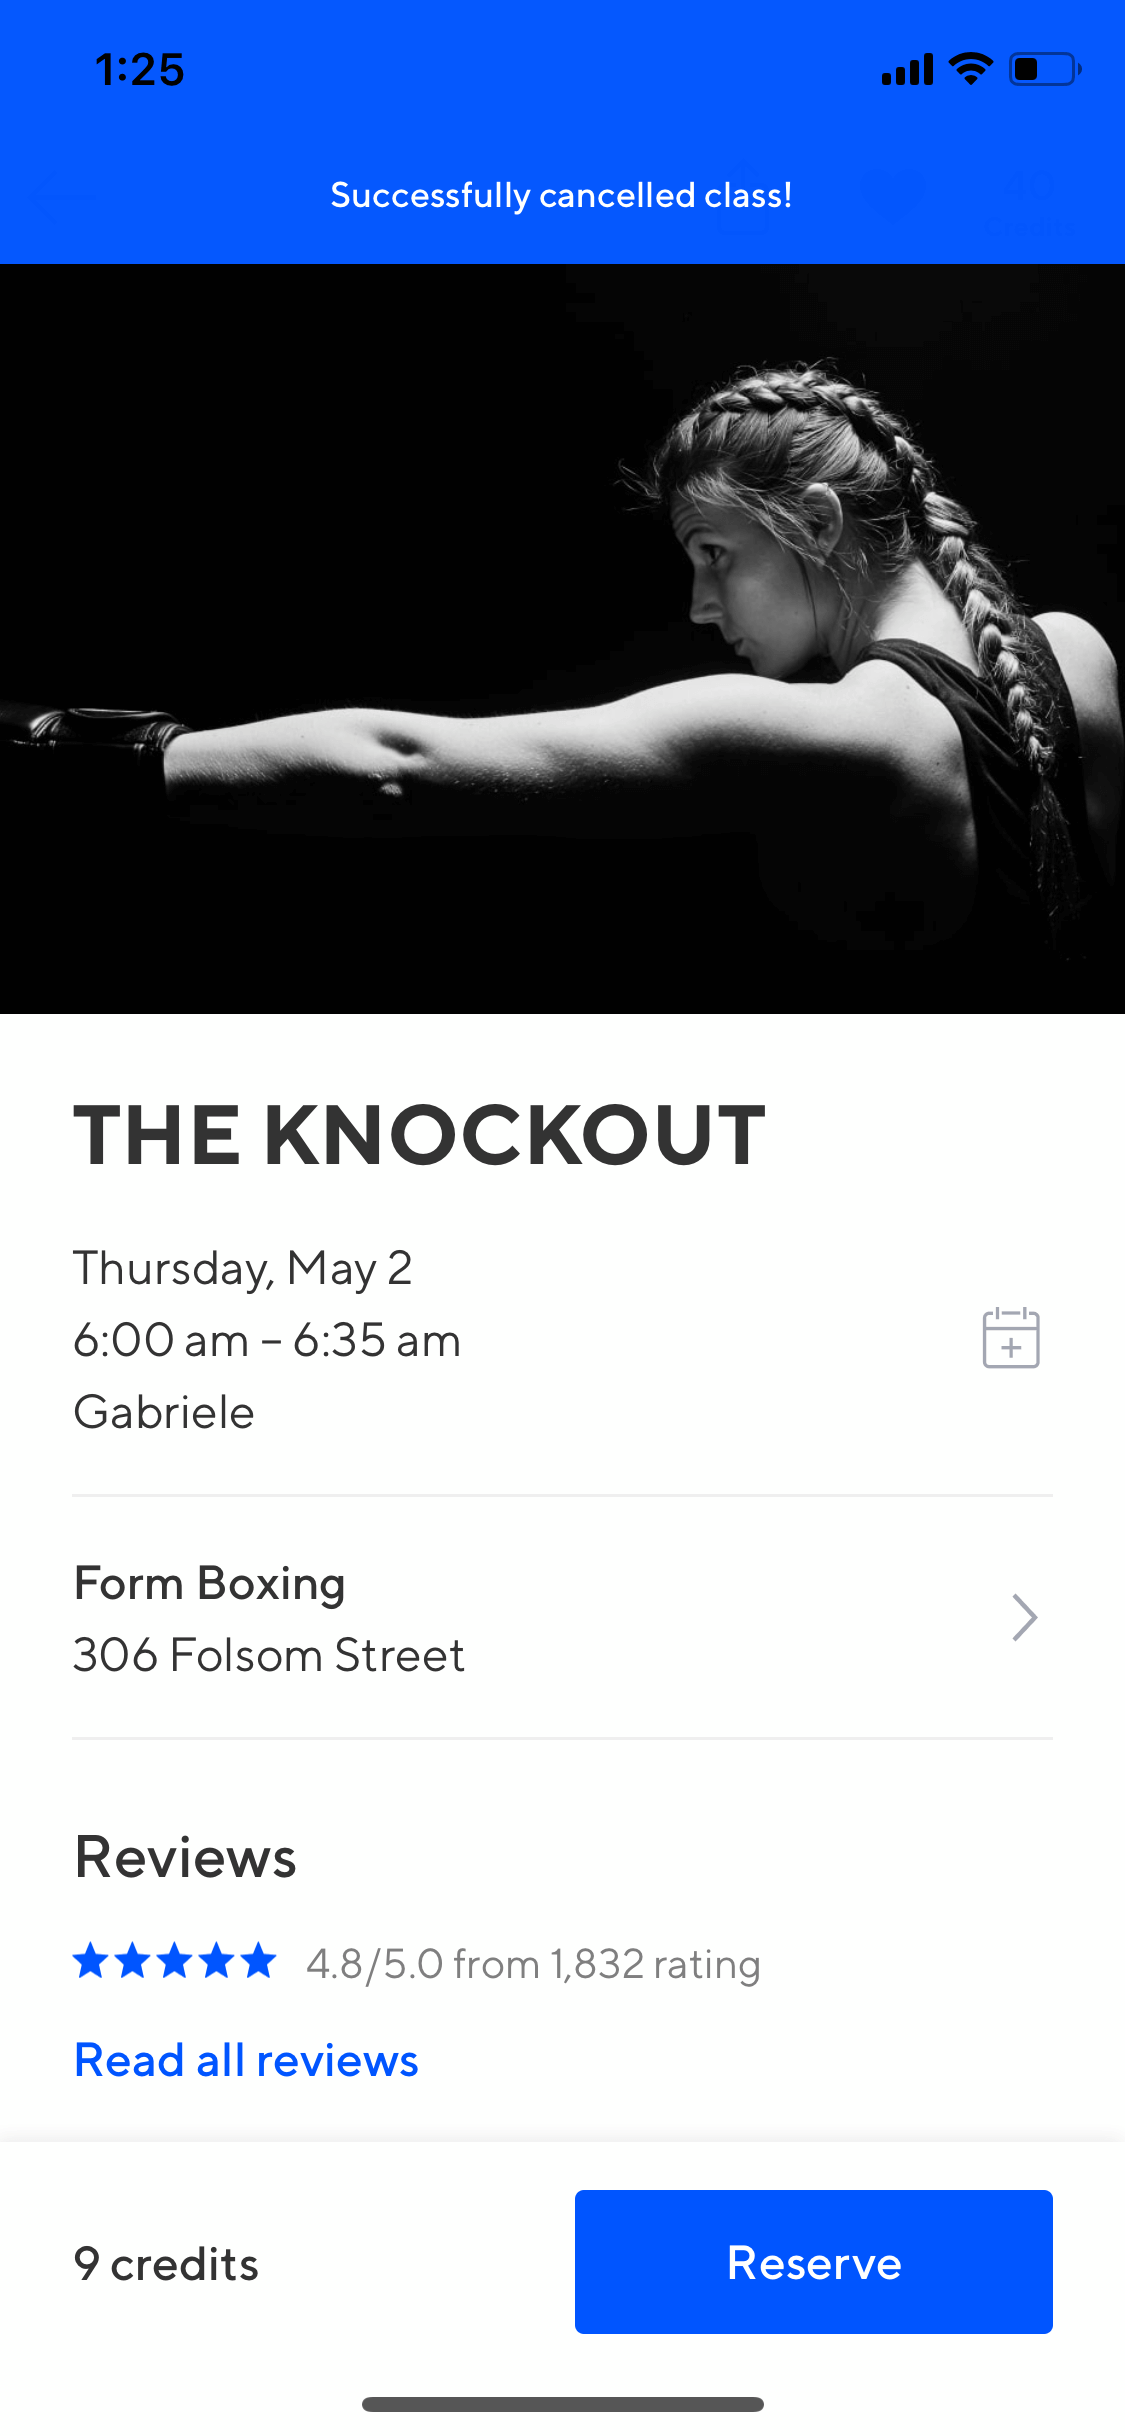 1:25
Successfully cancelled class!
THE KNOCKOUT
Thursday, May 2
6:00 am – 6:35 am
Gabriele
Form Boxing
306 Folsom Street
Reviews
4.8/5.0 from 1,832 rating
Read all reviews
9 credits
Reserve